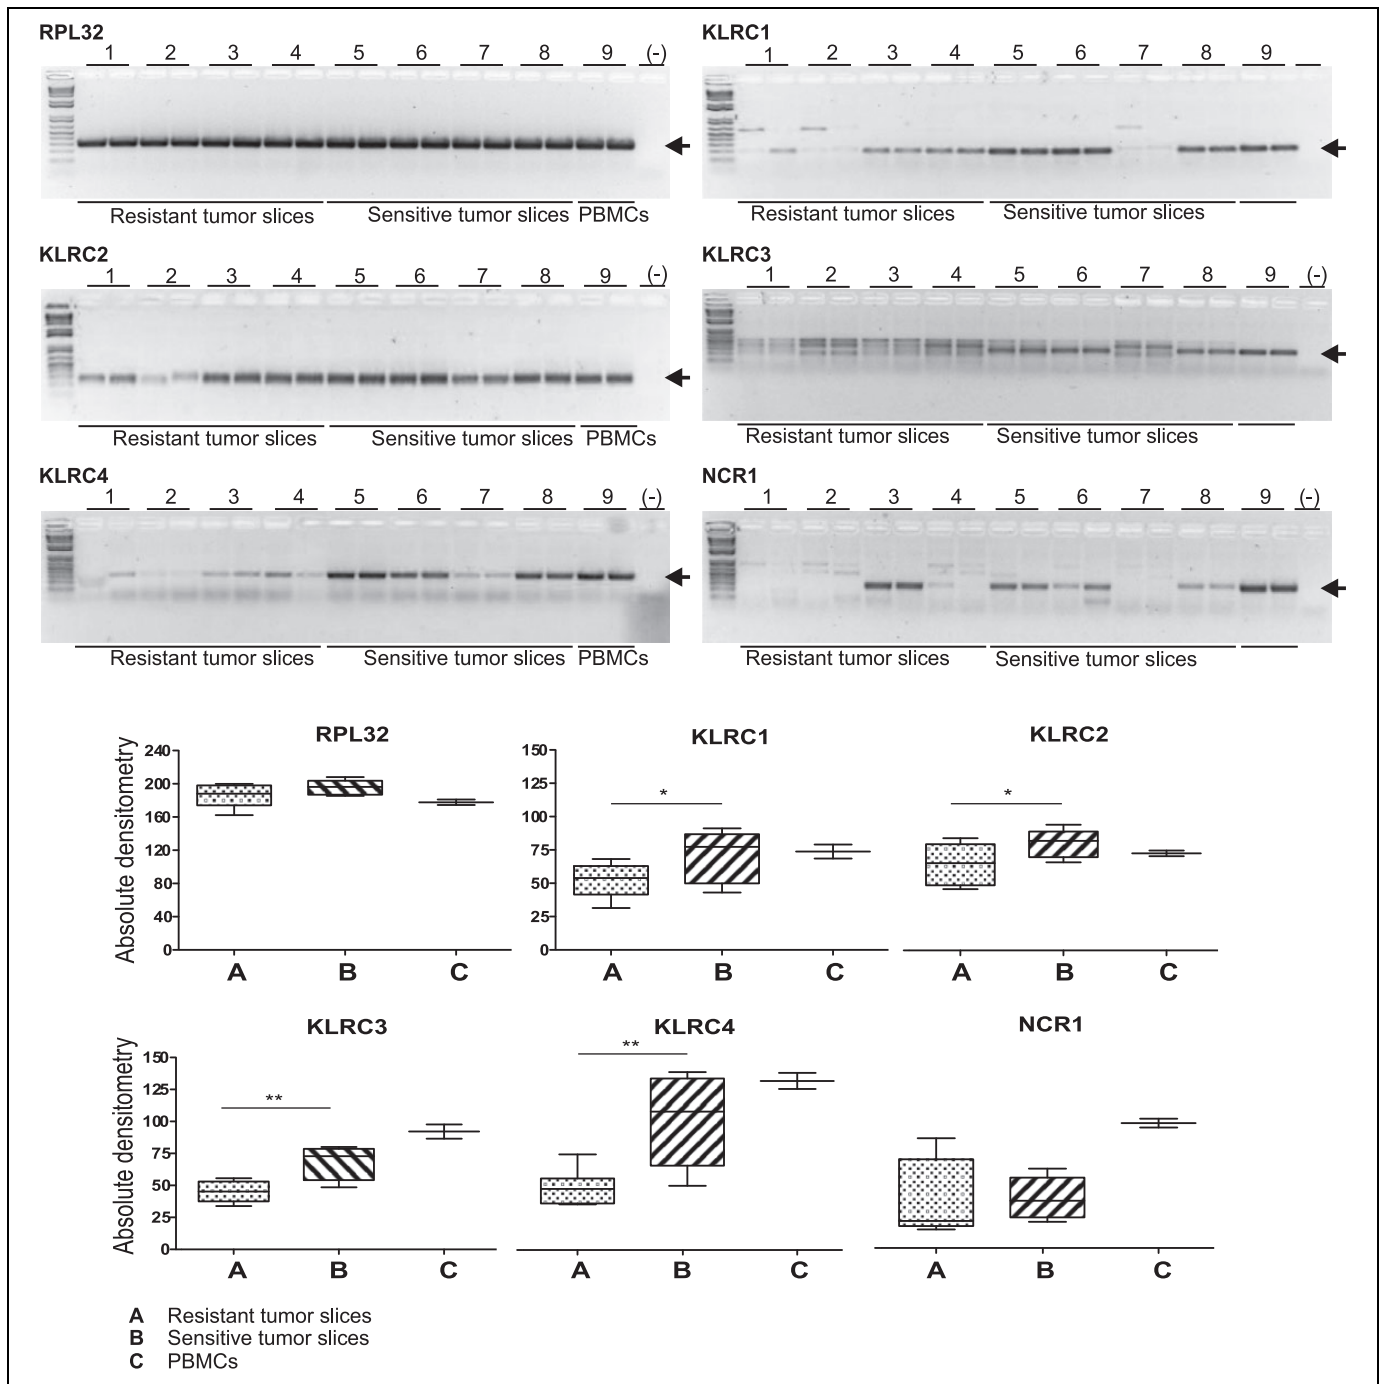 RPL32
1 2 3 4 5 6 7 8 9 (-)
Resistant tumor slices Sensitive tumor slices PBMCs
KLRC1
1 2 3 4 5 6 7 8 9
Resistant tumor slices Sensitive tumor slices
KLRC2
1 2 3 4 5 6 7 8 9 (-)
Resistant tumor slices Sensitive tumor slices PBMCs
KLRC3
1 2 3 4 5 6 7 8 9 (-)
Resistant tumor slices Sensitive tumor slices
KLRC4
1 2 3 4 5 6 7 8 9 (-)
Resistant tumor slices Sensitive tumor slices PBMCs
NCR1
1 2 3 4 5 6 7 8 9 (-)
Resistant tumor slices Sensitive tumor slices
RPL32
Absolute densitometry
240
200
160
120
80
40
0
A B C
KLRC1
150
125
100
75
50
25
0
*
A B C
KLRC2
*
A B C
KLRC3
Absolute densitometry
150
125
100
75
50
25
0
**
A B C
KLRC4
**
A B C
NCR1
A B C
A Resistant tumor slices
B Sensitive tumor slices
C PBMCs